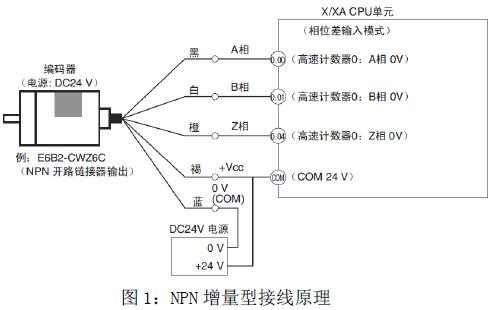 X/XA CPU单元
（相位差输入模式）
编码器
（电源: DC24 V）
黑 A相 0.00 （高速计数器0：A相 0V）
白 B相 0.01 （高速计数器0：B相 0V）
橙 Z相 0.04 （高速计数器0：Z相 0V）
例：E6B2-CWZ6C
（NPN 开路链接器输出）
褐 +Vcc COM （COM 24 V）
蓝 0 V
(COM)
DC24V 电源
0 V
+24 V
图 1：NPN 增量型接线原理